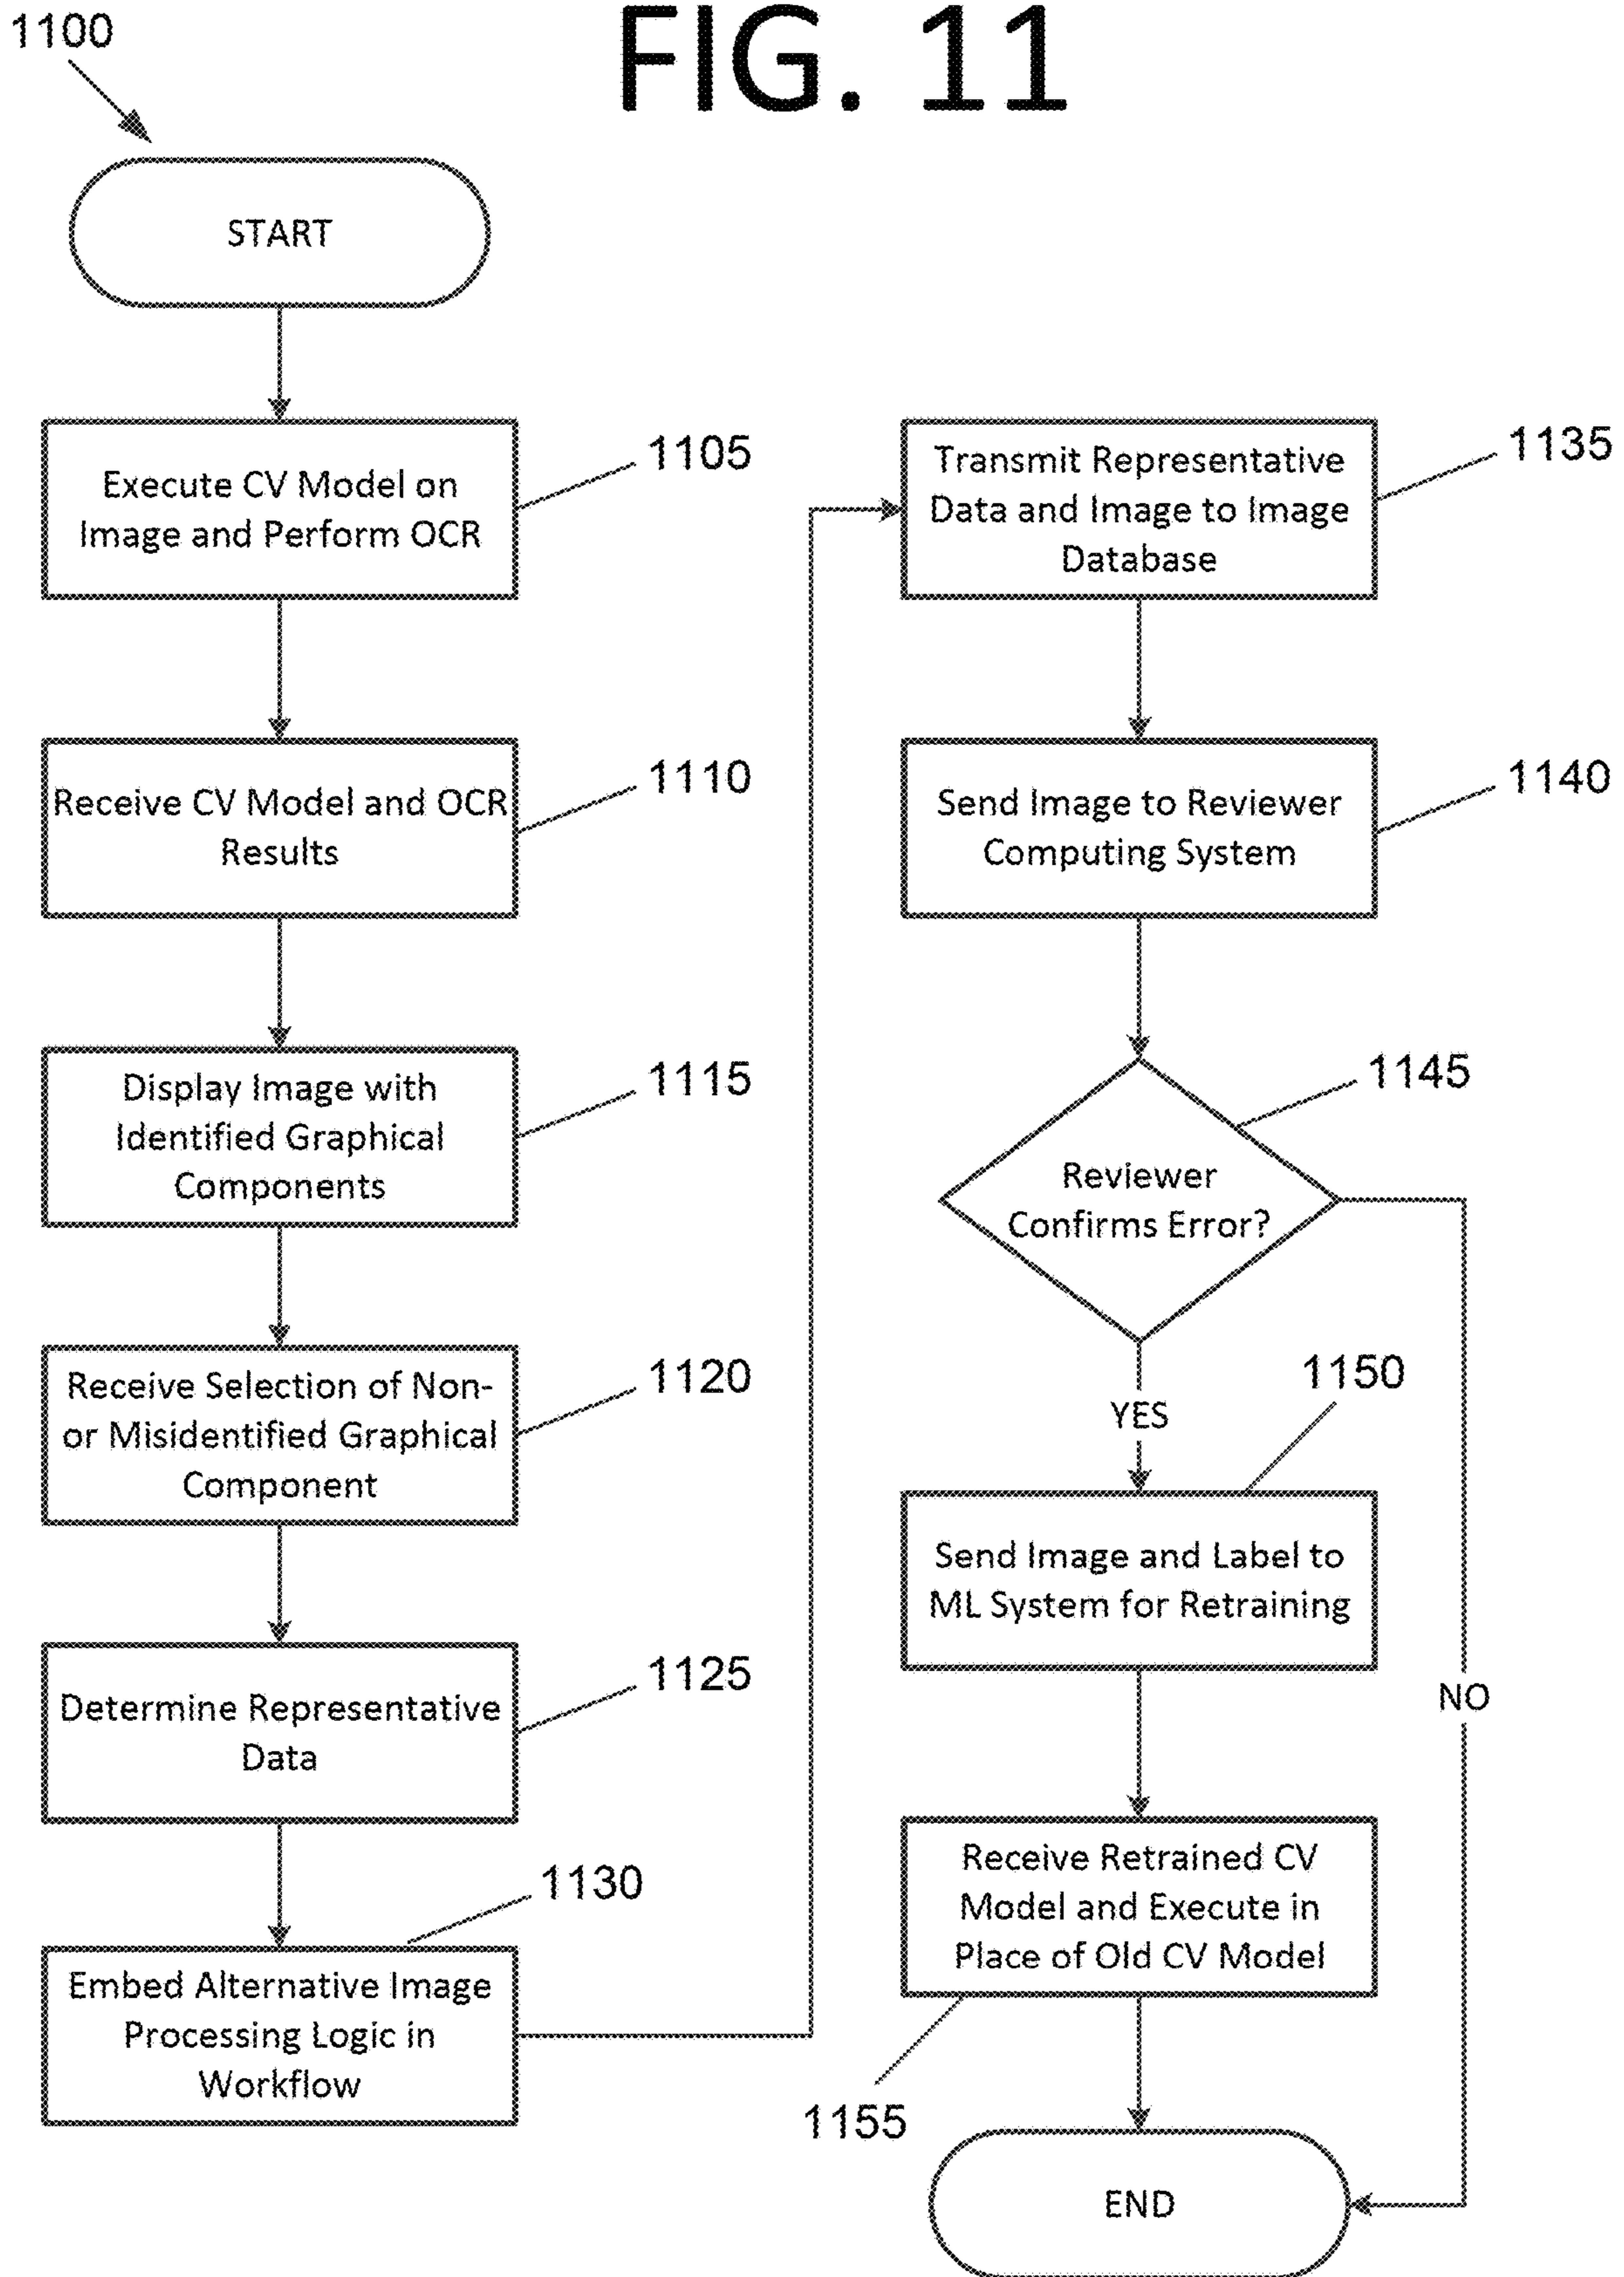 FIG. 11
1100
START
Execute CV Model on
Image and Perform OCR
1105
Receive CV Model and OCR
Results
1110
Display Image with
Identified Graphical
Components
1115
Receive Selection of Non-
or Misidentified Graphical
Component
1120
Determine Representative
Data
1125
Embed Alternative Image
Processing Logic in
Workflow
1130
Transmit Representative
Data and Image to Image
Database
1135
Send Image to Reviewer
Computing System
1140
Reviewer
Confirms Error?
1145
YES
NO
Send Image and Label to
ML System for Retraining
1150
Receive Retrained CV
Model and Execute in
Place of Old CV Model
1155
END